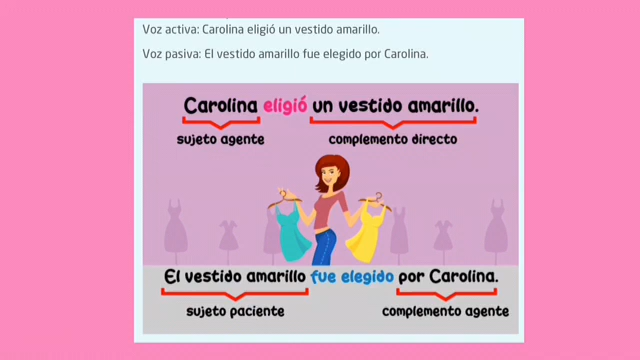 Voz activa: Carolina eligió un vestido amarillo.
Voz pasiva: El vestido amarillo fue elegido por Carolina.
Carolina eligió un vestido amarillo.
sujeto agente complemento directo
El vestido amarillo fue elegido por Carolina.
sujeto paciente complemento agente